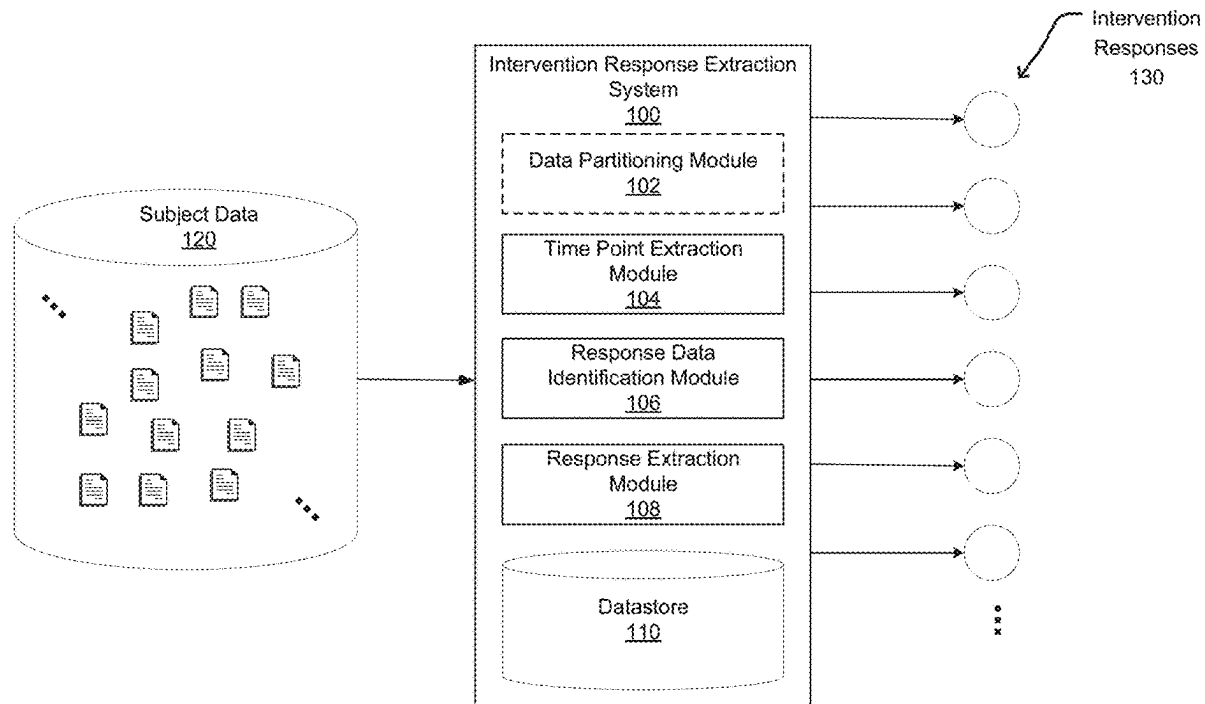 Intervention
Responses
130
Intervention Response Extraction
System
100
Data Partitioning Module
102
Subject Data
120
Time Point Extraction
Module
104
Response Data
Identification Module
106
Response Extraction
Module
108
Datastore
110